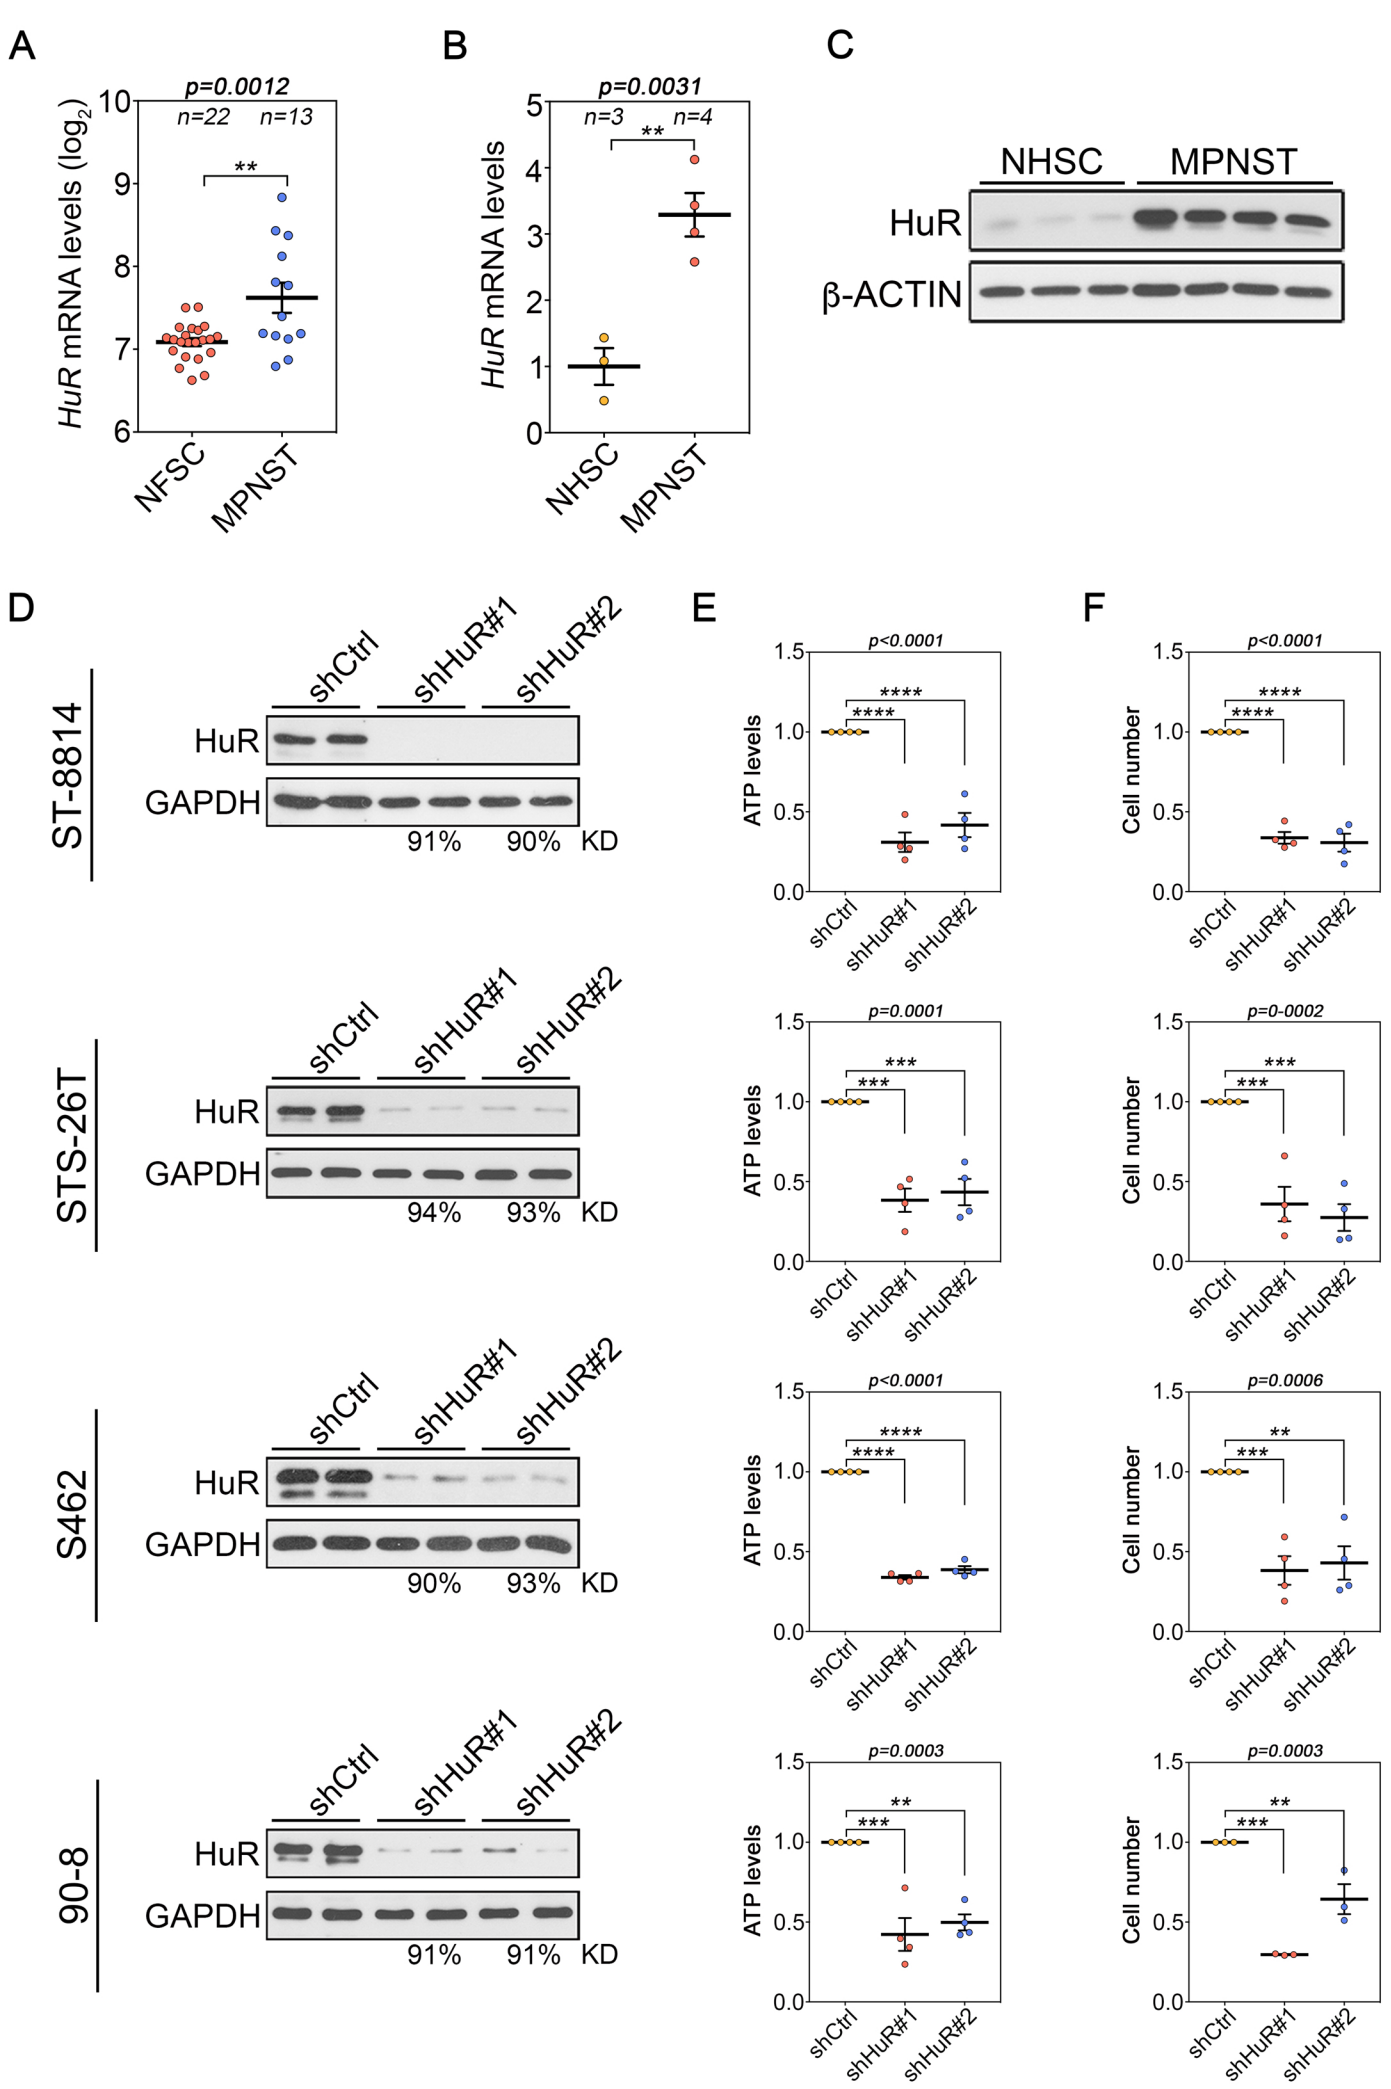 A
p=0.0012
n=22 n=13
**
HuR mRNA levels (log2)
10
9
8
7
6
NFSC
MPNST
B
p=0.0031
n=3 n=4
**
HuR mRNA levels
5
4
3
2
1
0
NHSC
MPNST
C
NHSC MPNST
HuR
β-ACTIN
D
ST-8814
shCtrl
shHuR#1
shHuR#2
HuR
GAPDH
91% 90% KD
STS-26T
shCtrl
shHuR#1
shHuR#2
HuR
GAPDH
94% 93% KD
S462
shCtrl
shHuR#1
shHuR#2
HuR
GAPDH
90% 93% KD
90-8
shCtrl
shHuR#1
shHuR#2
HuR
GAPDH
91% 91% KD
E
p<0.0001
****
****
ATP levels
1.5
1.0
0.5
0.0
shCtrl
shHuR#1
shHuR#2
p=0.0001
***
***
ATP levels
1.5
1.0
0.5
0.0
shCtrl
shHuR#1
shHuR#2
p<0.0001
****
****
ATP levels
1.5
1.0
0.5
0.0
shCtrl
shHuR#1
shHuR#2
p=0.0003
**
***
ATP levels
1.5
1.0
0.5
0.0
shCtrl
shHuR#1
shHuR#2
F
p<0.0001
****
****
Cell number
1.5
1.0
0.5
0.0
shCtrl
shHuR#1
shHuR#2
p=0-0002
***
***
Cell number
1.5
1.0
0.5
0.0
shCtrl
shHuR#1
shHuR#2
p=0.0006
**
***
Cell number
1.5
1.0
0.5
0.0
shCtrl
shHuR#1
shHuR#2
p=0.0003
**
***
Cell number
1.5
1.0
0.5
0.0
shCtrl
shHuR#1
shHuR#2